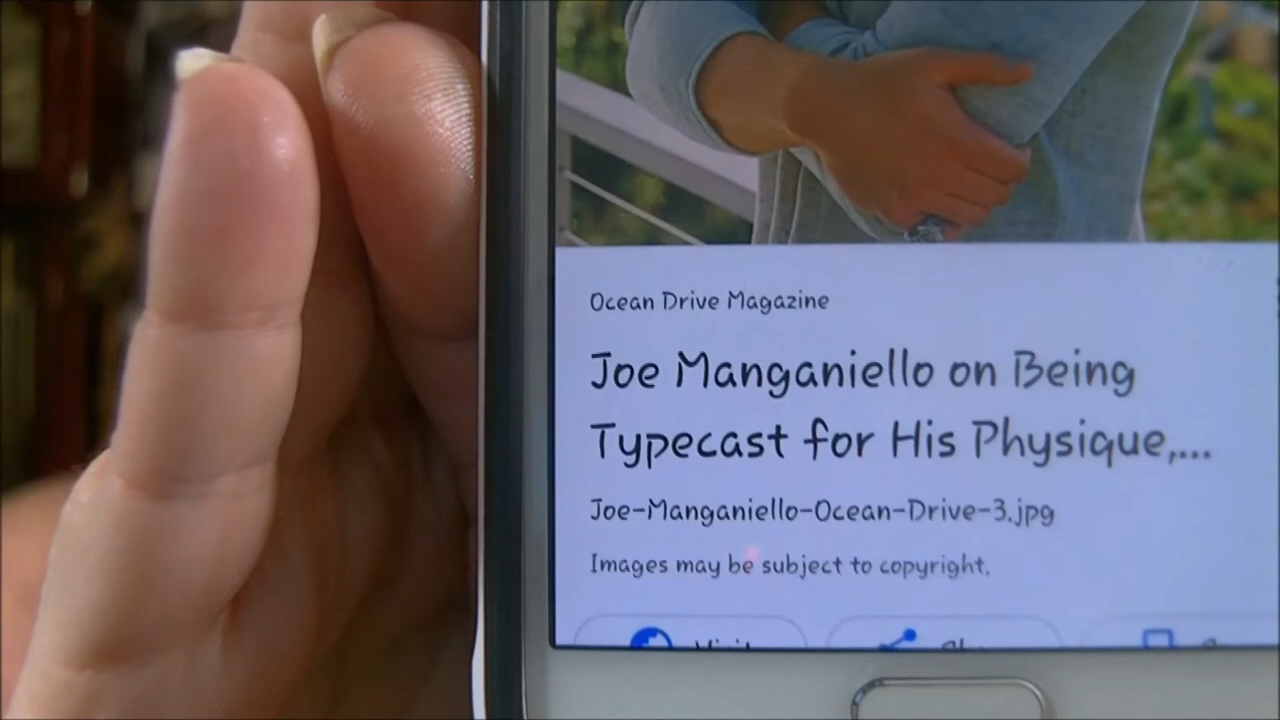 Ocean Drive Magazine
Joe Manganiello on Being
Typecast for His Physique,...
Joe-Manganiello-Ocean-Drive-3.jpg
Images may be subject to copyright.